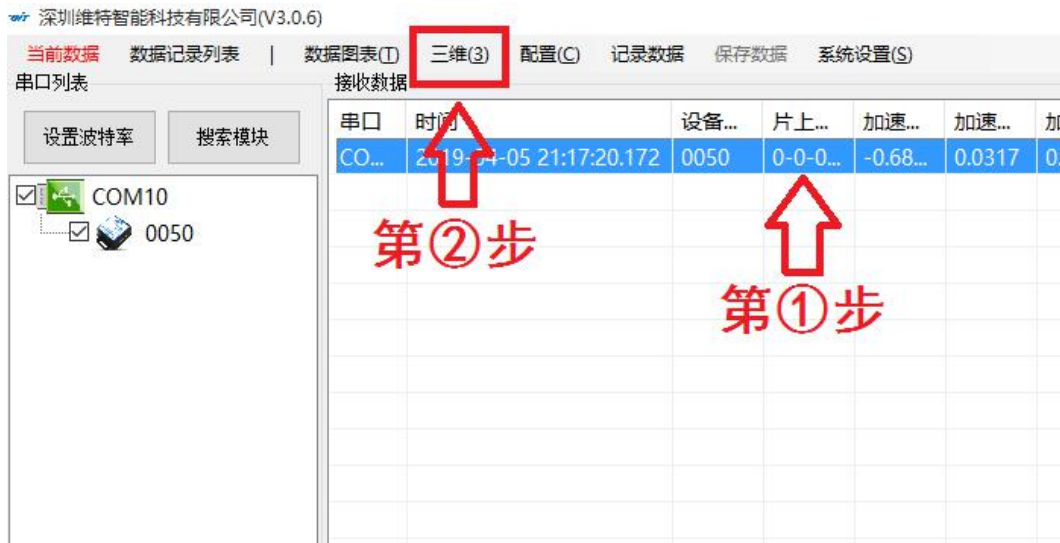 深圳维特智能科技有限公司(V3.0.6)
当前数据 数据记录列表 | 数据图表(T) 三维(3) 配置(C) 记录数据 保存数据 系统设置(S)
串口列表
接收数据
设置波特率 搜索模块
串口 时间 设备... 片上... 加速... 加速...
CO... 2019-04-05 21:17:20.172 0050 0-0-0... -0.68... 0.0317
COM10
0050
第②步
第①步